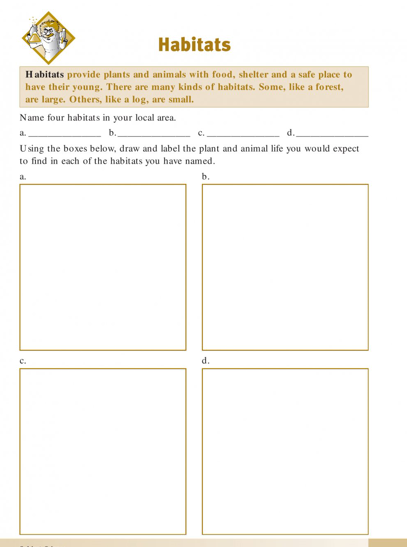 Habitats
Habitats provide plants and animals with food, shelter and a safe place to
have their young. There are many kinds of habitats. Some, like a forest,
are large. Others, like a log, are small.
Name four habitats in your local area.
a. _______________ b. _______________ c. _______________ d. _______________
Using the boxes below, draw and label the plant and animal life you would expect
to find in each of the habitats you have named.
a. b.
c. d.